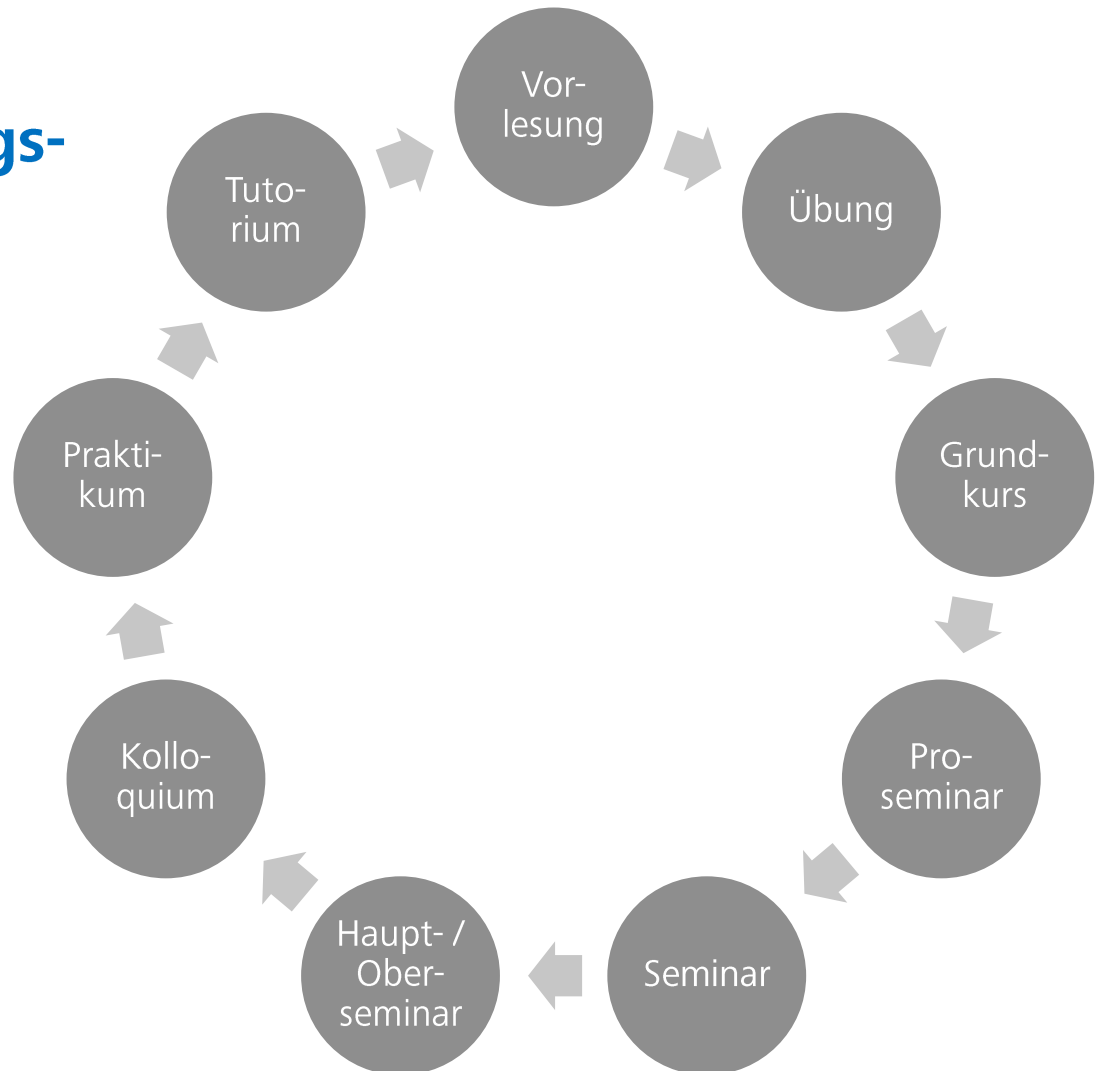 gs-
Vor-
lesung
Übung
Grund-
kurs
Pro-
seminar
Seminar
Haupt- /
Ober-
seminar
Kollo-
quium
Prakti-
kum
Tuto-
rium